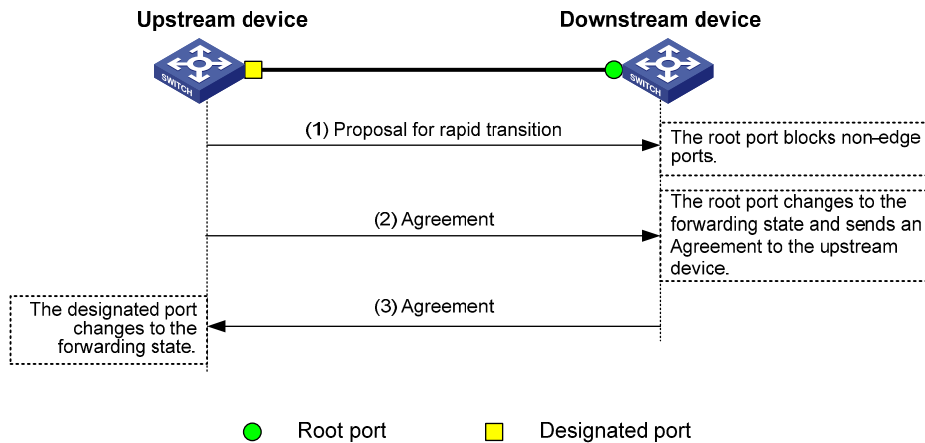 Upstream device
Downstream device
SWITCH
SWITCH
(1) Proposal for rapid transition
The root port blocks non-edge
ports.
(2) Agreement
The root port changes to the
forwarding state and sends an
Agreement to the upstream
device.
(3) Agreement
The designated port
changes to the
forwarding state.
Root port
Designated port